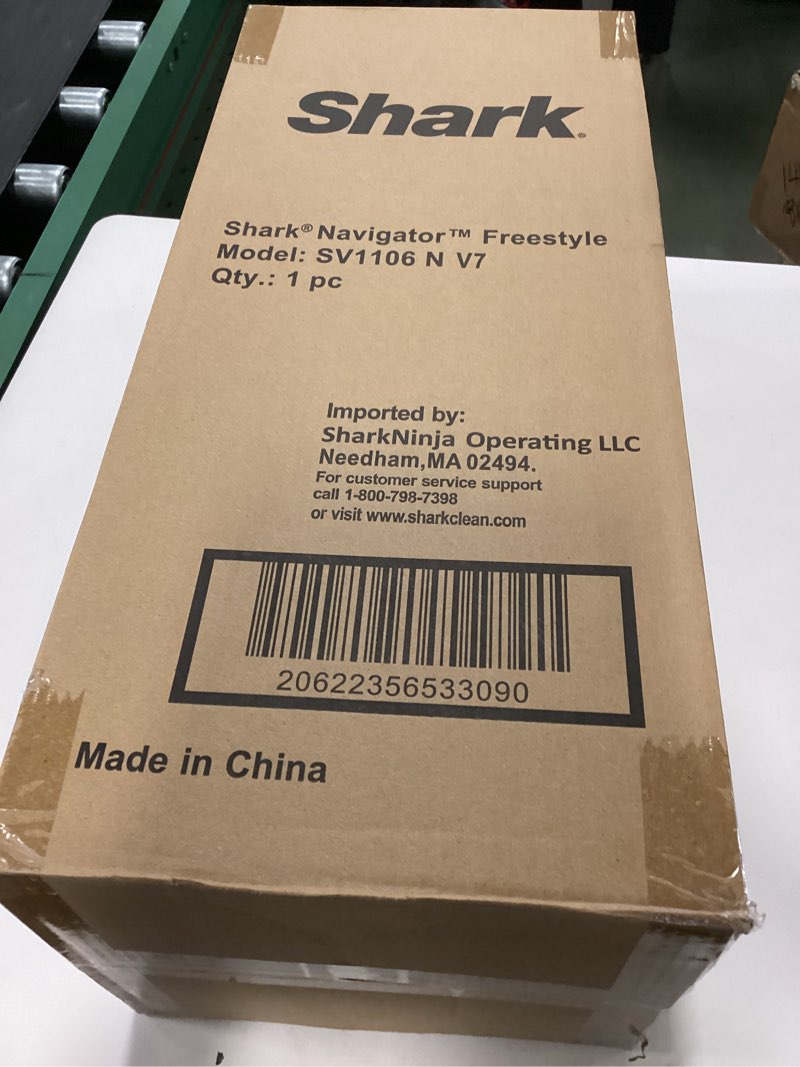 Shark®
Shark® Navigator™ Freestyle
Model: SV1106 N V7
Qty.: 1 pc
Imported by:
SharkNinja Operating LLC
Needham,MA 02494.
For customer service support
call 1-800-798-7398
or visit www.sharkclean.com
20622356533090
Made in China